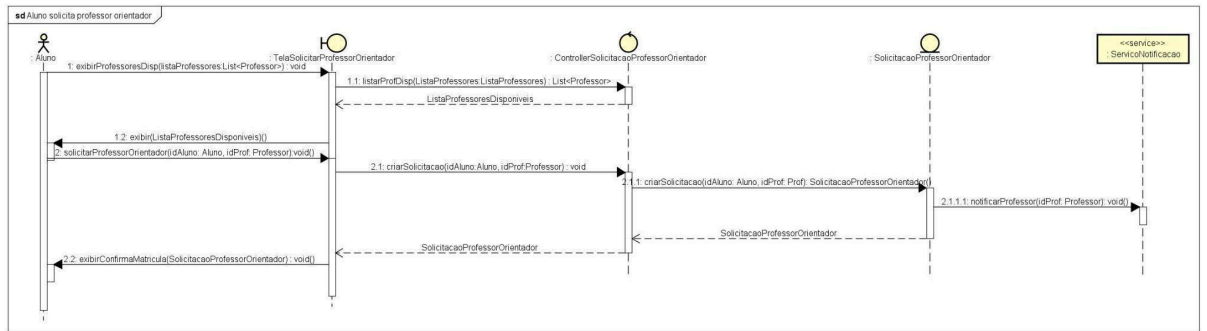 sd Aluno solicita professor orientador
: Aluno
: TelaSolicitarProfessorOrientador
: ControllerSolicitacaoProfessorOrientador
: SolicitacaoProfessorOrientador
<<service>>
: ServicoNotificacao
1: exibirProfessoresDisp(listaProfessores:List<Professor>) : void
1.1: listarProfDisp(ListaProfessores:ListaProfessores) : List<Professor>
ListaProfessoresDisponiveis
1.2: exibir(ListaProfessoresDisponiveis)()
2: solicitarProfessorOrientador(idAluno: Aluno, idProf: Professor):void()
2.1: criarSolicitacao(idAluno:Aluno, idProf:Professor) : void
2.1.1: criarSolicitacao(idAluno: Aluno, idProf: Prof): SolicitacaoProfessorOrientador()
2.1.1.1: notificarProfessor(idProf: Professor): void()
SolicitacaoProfessorOrientador
SolicitacaoProfessorOrientador
2.2: exibirConfirmaMatricula(SolicitacaoProfessorOrientador) : void()